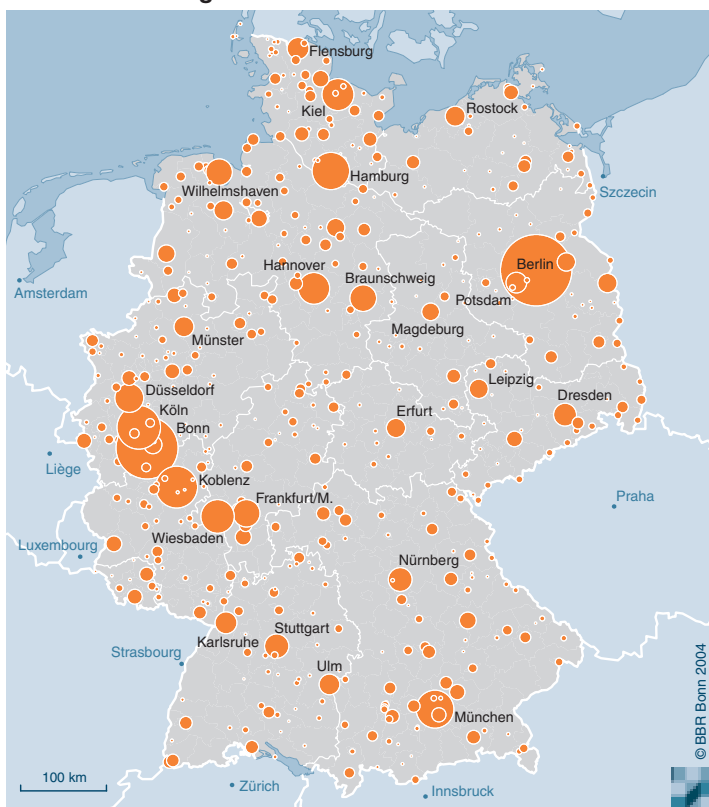 Flensburg
Kiel
Rostock
Hamburg
Wilhelmshaven
Szczecin
Berlin
Hannover
Braunschweig
Amsterdam
Potsdam
Magdeburg
Münster
Düsseldorf
Leipzig
Köln
Dresden
Erfurt
Bonn
Liège
Koblenz
Praha
Frankfurt/M.
Wiesbaden
Luxembourg
Nürnberg
Karlsruhe
Stuttgart
Strasbourg
Ulm
München
© BBR Bonn 2004
100 km
Zürich
Innsbruck